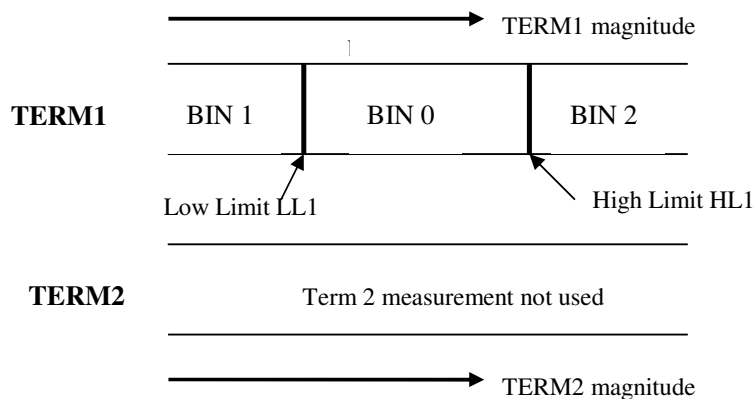 TERM1 magnitude
TERM1
BIN 1
BIN 0
BIN 2
Low Limit LL1
High Limit HL1
TERM2
Term 2 measurement not used
TERM2 magnitude